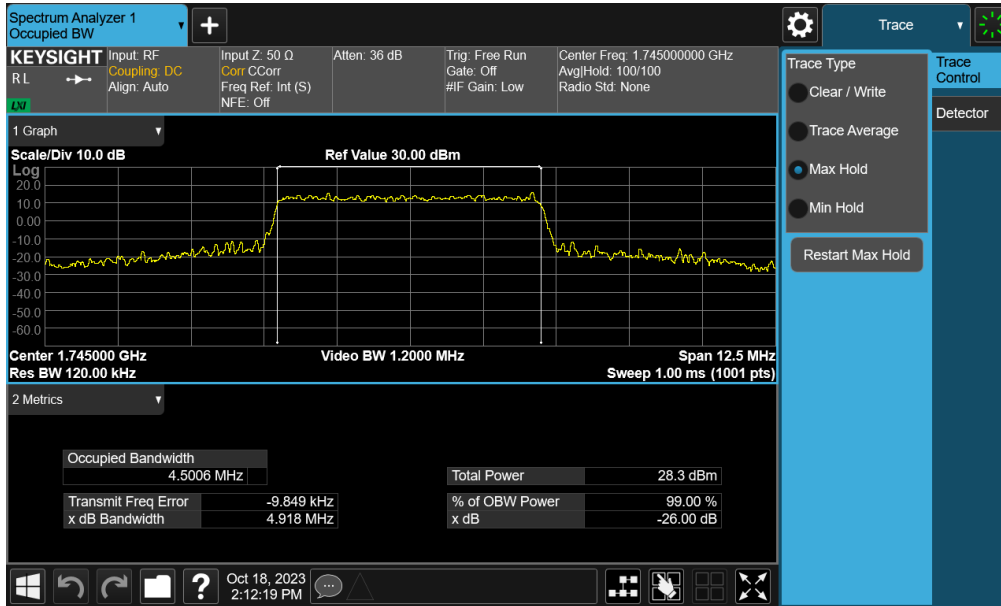 Spectrum Analyzer 1
Occupied BW
+
Trace
KEYSIGHT
RL
LXI
Input: RF
Coupling: DC
Align: Auto
Input Z: 50 Ω
Corr CCorr
Freq Ref: Int (S)
NFE: Off
Atten: 36 dB
Trig: Free Run
Gate: Off
#IF Gain: Low
Center Freq: 1.745000000 GHz
Avg|Hold: 100/100
Radio Std: None
1 Graph
Scale/Div 10.0 dB
Ref Value 30.00 dBm
Log
20.0
10.0
0.00
-10.0
-20.0
-30.0
-40.0
-50.0
-60.0
Center 1.745000 GHz
Video BW 1.2000 MHz
Span 12.5 MHz
Res BW 120.00 kHz
Sweep 1.00 ms (1001 pts)
2 Metrics
Occupied Bandwidth
4.5006 MHz
Total Power 28.3 dBm
Transmit Freq Error -9.849 kHz
% of OBW Power 99.00 %
x dB Bandwidth 4.918 MHz
x dB -26.00 dB
Trace Type
Clear / Write
Trace Average
Max Hold
Min Hold
Restart Max Hold
Trace
Control
Detector
?
Oct 18, 2023
2:12:19 PM